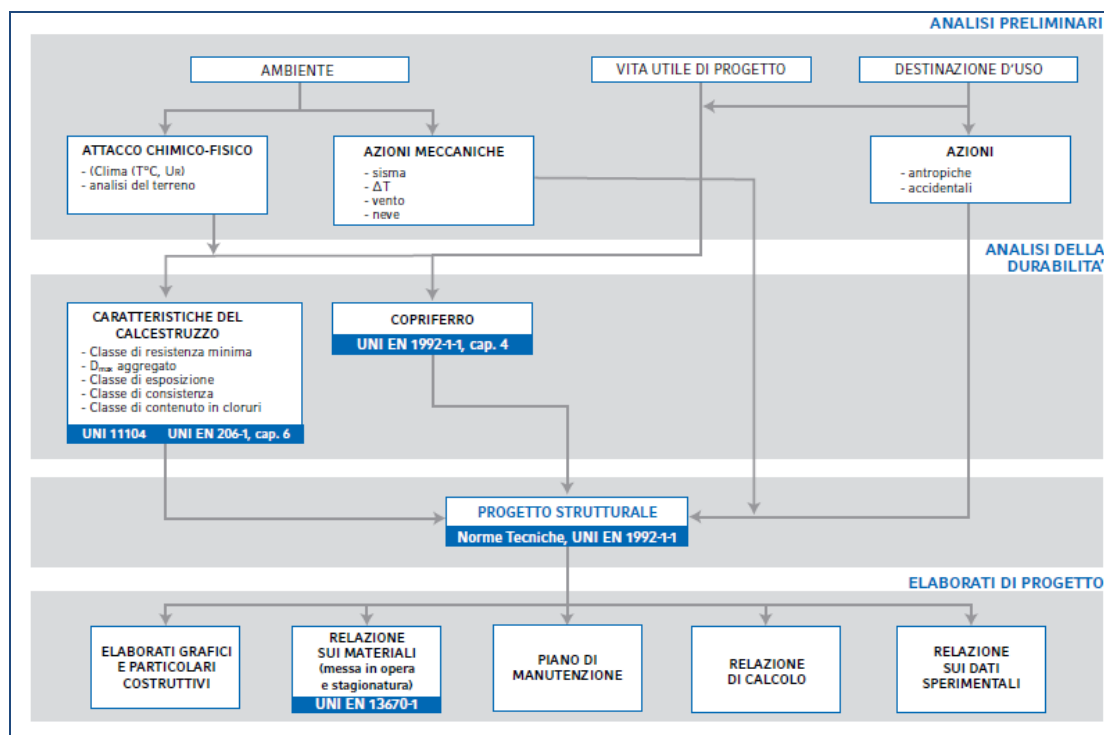 ANALISI PRELIMINARI
AMBIENTE
VITA UTILE DI PROGETTO
DESTINAZIONE D'USO
ATTACCO CHIMICO-FISICO
- (Clima (T°C, UR)
- analisi del terreno
AZIONI MECCANICHE
- sisma
- ΔT
- vento
- neve
AZIONI
- antropiche
- accidentali
ANALISI DELLA
DURABILITA'
CARATTERISTICHE DEL
CALCESTRUZZO
- Classe di resistenza minima
- Dmax aggregato
- Classe di esposizione
- Classe di consistenza
- Classe di contenuto in cloruri
UNI 11104 UNI EN 206-1, cap. 6
COPRIFERRO
UNI EN 1992-1-1, cap. 4
PROGETTO STRUTTURALE
Norme Tecniche, UNI EN 1992-1-1
ELABORATI DI PROGETTO
ELABORATI GRAFICI
E PARTICOLARI
COSTRUTTIVI
RELAZIONE
SUI MATERIALI
(messa in opera
e stagionatura)
UNI EN 13670-1
PIANO DI
MANUTENZIONE
RELAZIONE
DI CALCOLO
RELAZIONE
SUI DATI
SPERIMENTALI